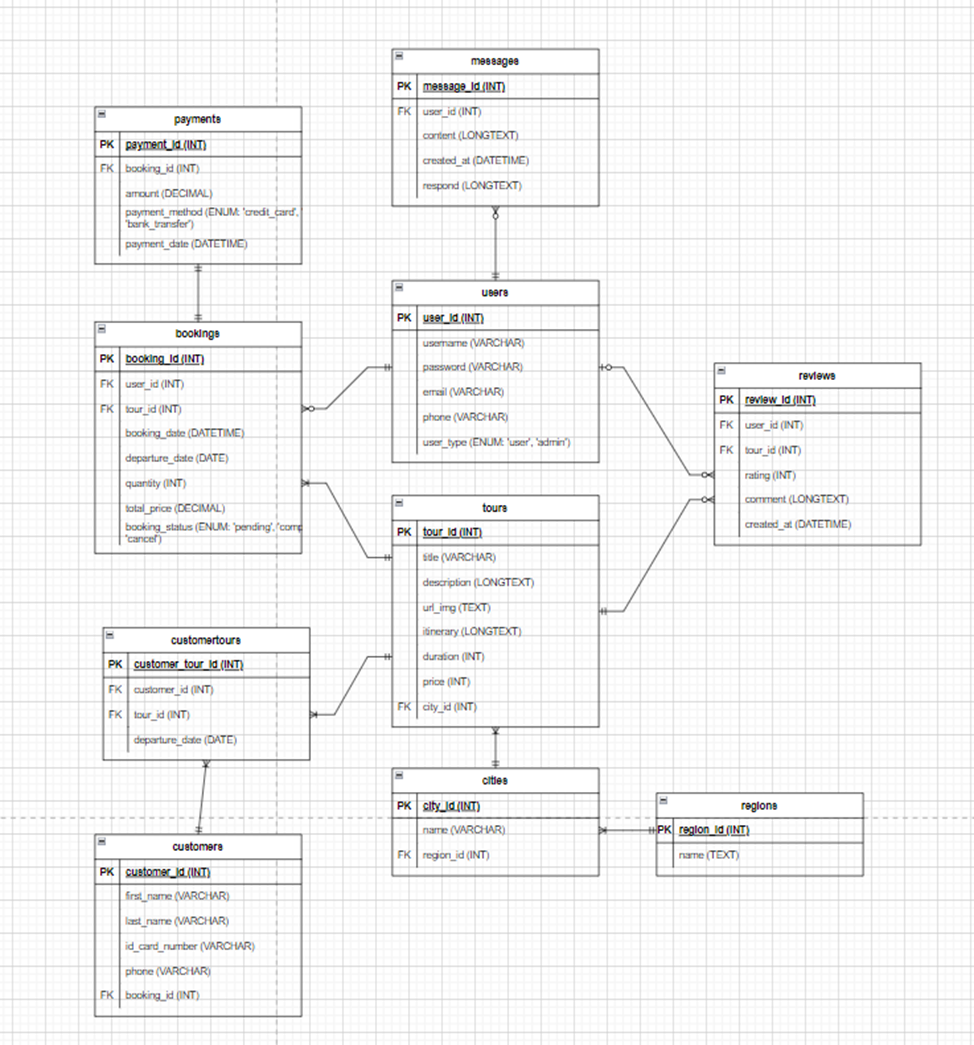 messages
PK message_id (INT)
FK user_id (INT)
content (LONGTEXT)
created_at (DATETIME)
respond (LONGTEXT)
payments
PK payment_id (INT)
FK booking_id (INT)
amount (DECIMAL)
payment_method (ENUM: 'credit_card',
'bank_transfer')
payment_date (DATETIME)
users
PK user_id (INT)
username (VARCHAR)
password (VARCHAR)
email (VARCHAR)
phone (VARCHAR)
user_type (ENUM: 'user', 'admin')
bookings
PK booking_id (INT)
FK user_id (INT)
FK tour_id (INT)
booking_date (DATETIME)
departure_date (DATE)
quantity (INT)
total_price (DECIMAL)
booking_status (ENUM: 'pending', 'comp
'cancel')
reviews
PK review_id (INT)
FK user_id (INT)
FK tour_id (INT)
rating (INT)
comment (LONGTEXT)
created_at (DATETIME)
tours
PK tour_id (INT)
title (VARCHAR)
description (LONGTEXT)
url_img (TEXT)
itinerary (LONGTEXT)
duration (INT)
price (INT)
FK city_id (INT)
customertours
PK customer_tour_id (INT)
FK customer_id (INT)
FK tour_id (INT)
departure_date (DATE)
cities
PK city_id (INT)
name (VARCHAR)
FK region_id (INT)
regions
PK region_id (INT)
name (TEXT)
customers
PK customer_id (INT)
first_name (VARCHAR)
last_name (VARCHAR)
id_card_number (VARCHAR)
phone (VARCHAR)
FK booking_id (INT)